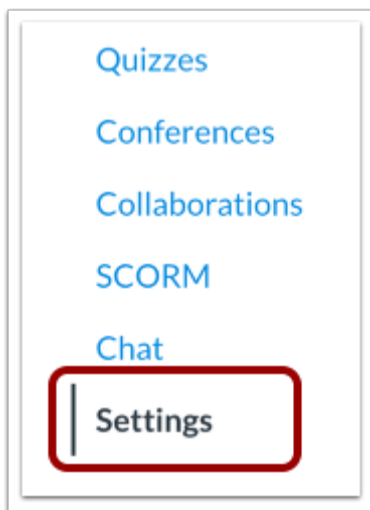 Quizzes
Conferences
Collaborations
SCORM
Chat
Settings